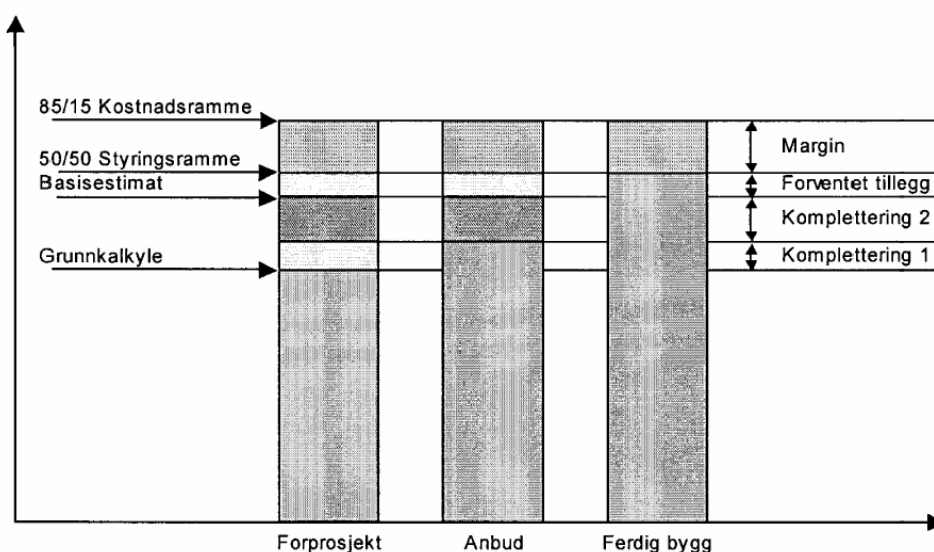 85/15 Kostnadsramme
50/50 Styringsramme
Basisestimat
Grunnkalkyle
Margin
Forventet tillegg
Komplettering 2
Komplettering 1
Forprosjekt
Anbud
Ferdig bygg